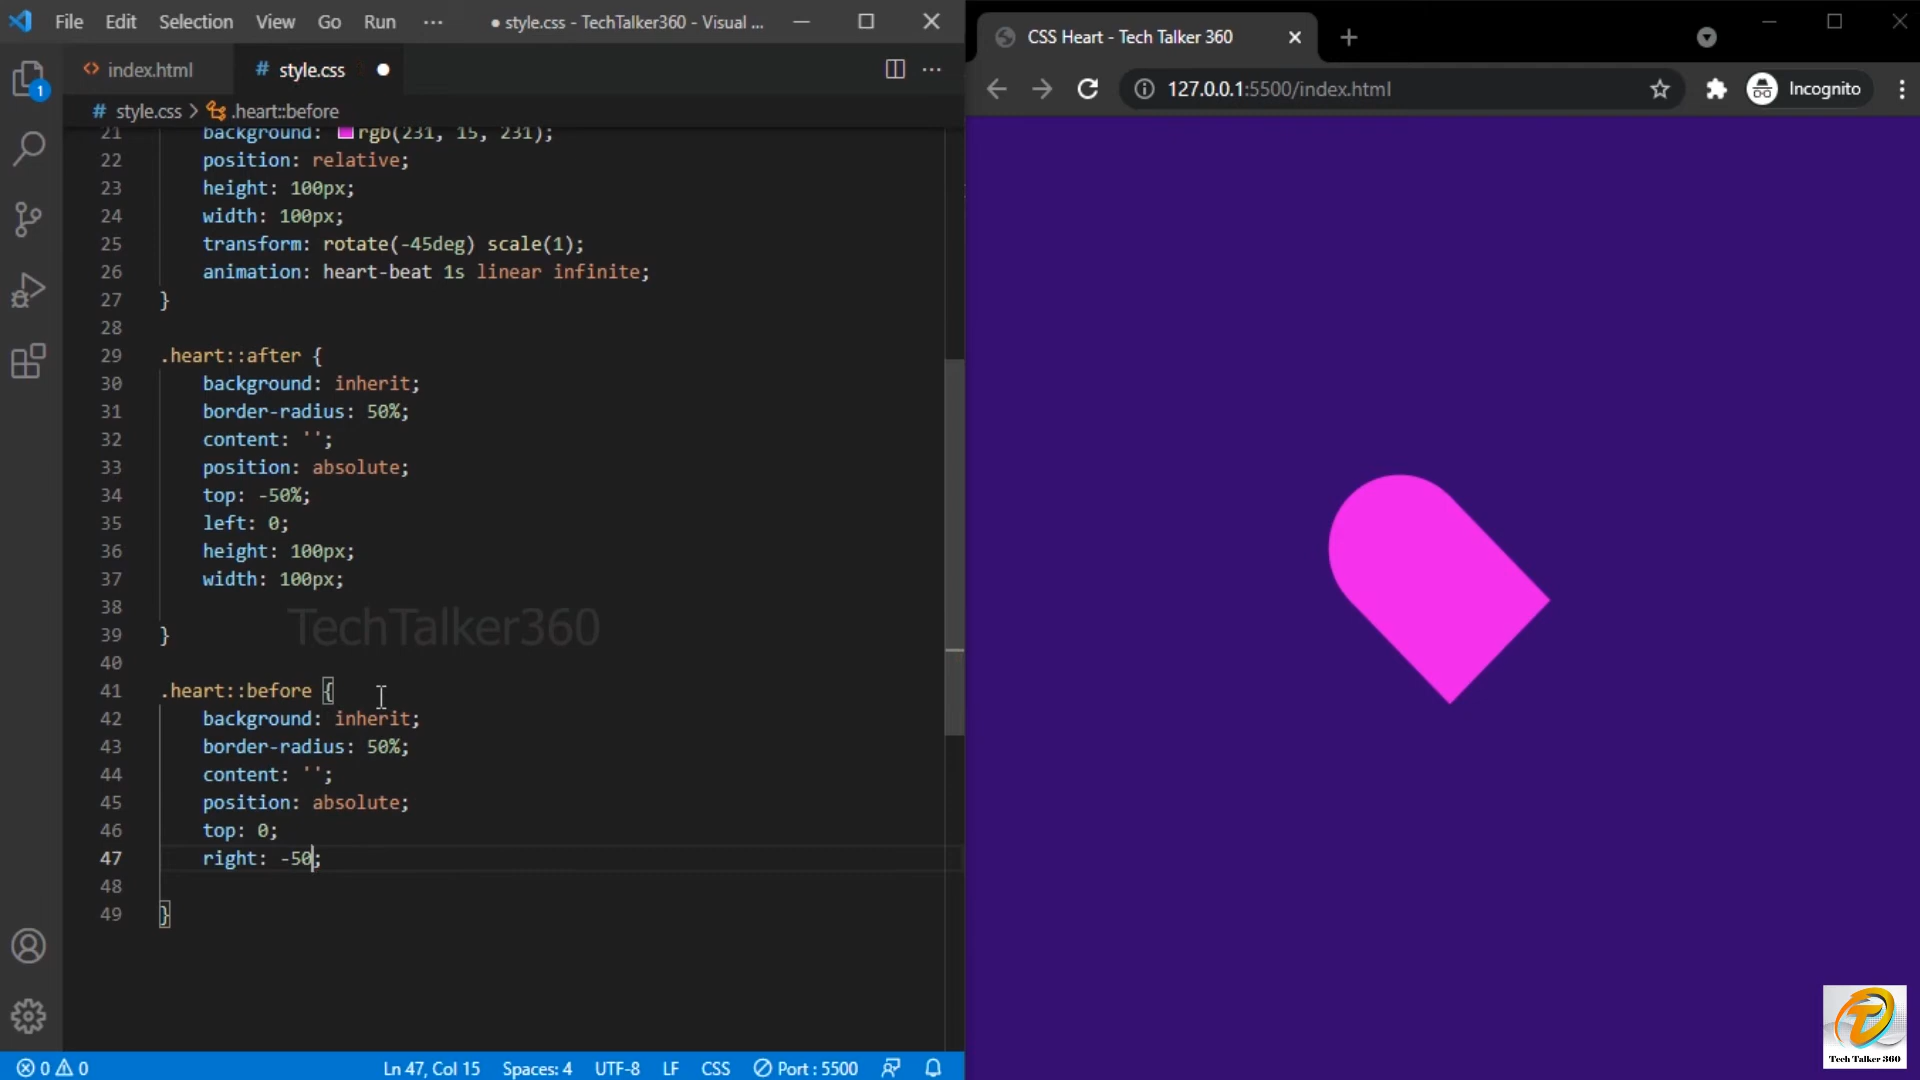 File Edit Selection View Go Run ··· ● style.css - TechTalker360 - Visual ...
index.html # style.css
# style.css > .heart::before
21 background: rgb(231, 15, 231);
22 position: relative;
23 height: 100px;
24 width: 100px;
25 transform: rotate(-45deg) scale(1);
26 animation: heart-beat 1s linear infinite;
27 }
28
29 .heart::after {
30 background: inherit;
31 border-radius: 50%;
32 content: '';
33 position: absolute;
34 top: -50%;
35 left: 0;
36 height: 100px;
37 width: 100px;
38
39 }
40
41 .heart::before {
42 background: inherit;
43 border-radius: 50%;
44 content: '';
45 position: absolute;
46 top: 0;
47 right: -50;
48
49 }
TechTalker360
1
0 0 Ln 47, Col 15 Spaces: 4 UTF-8 LF CSS Port : 5500
CSS Heart - Tech Talker 360
127.0.0.1:5500/index.html Incognito
Tech Talker 360